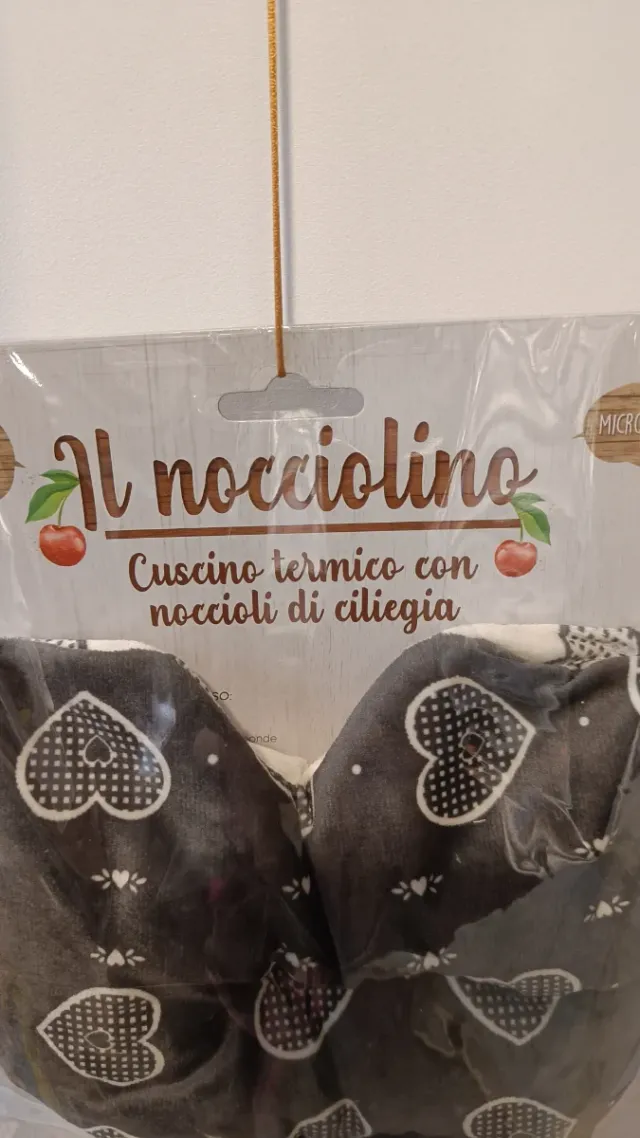 Il nocciolino
Cuscino termico con
noccioli di ciliegia